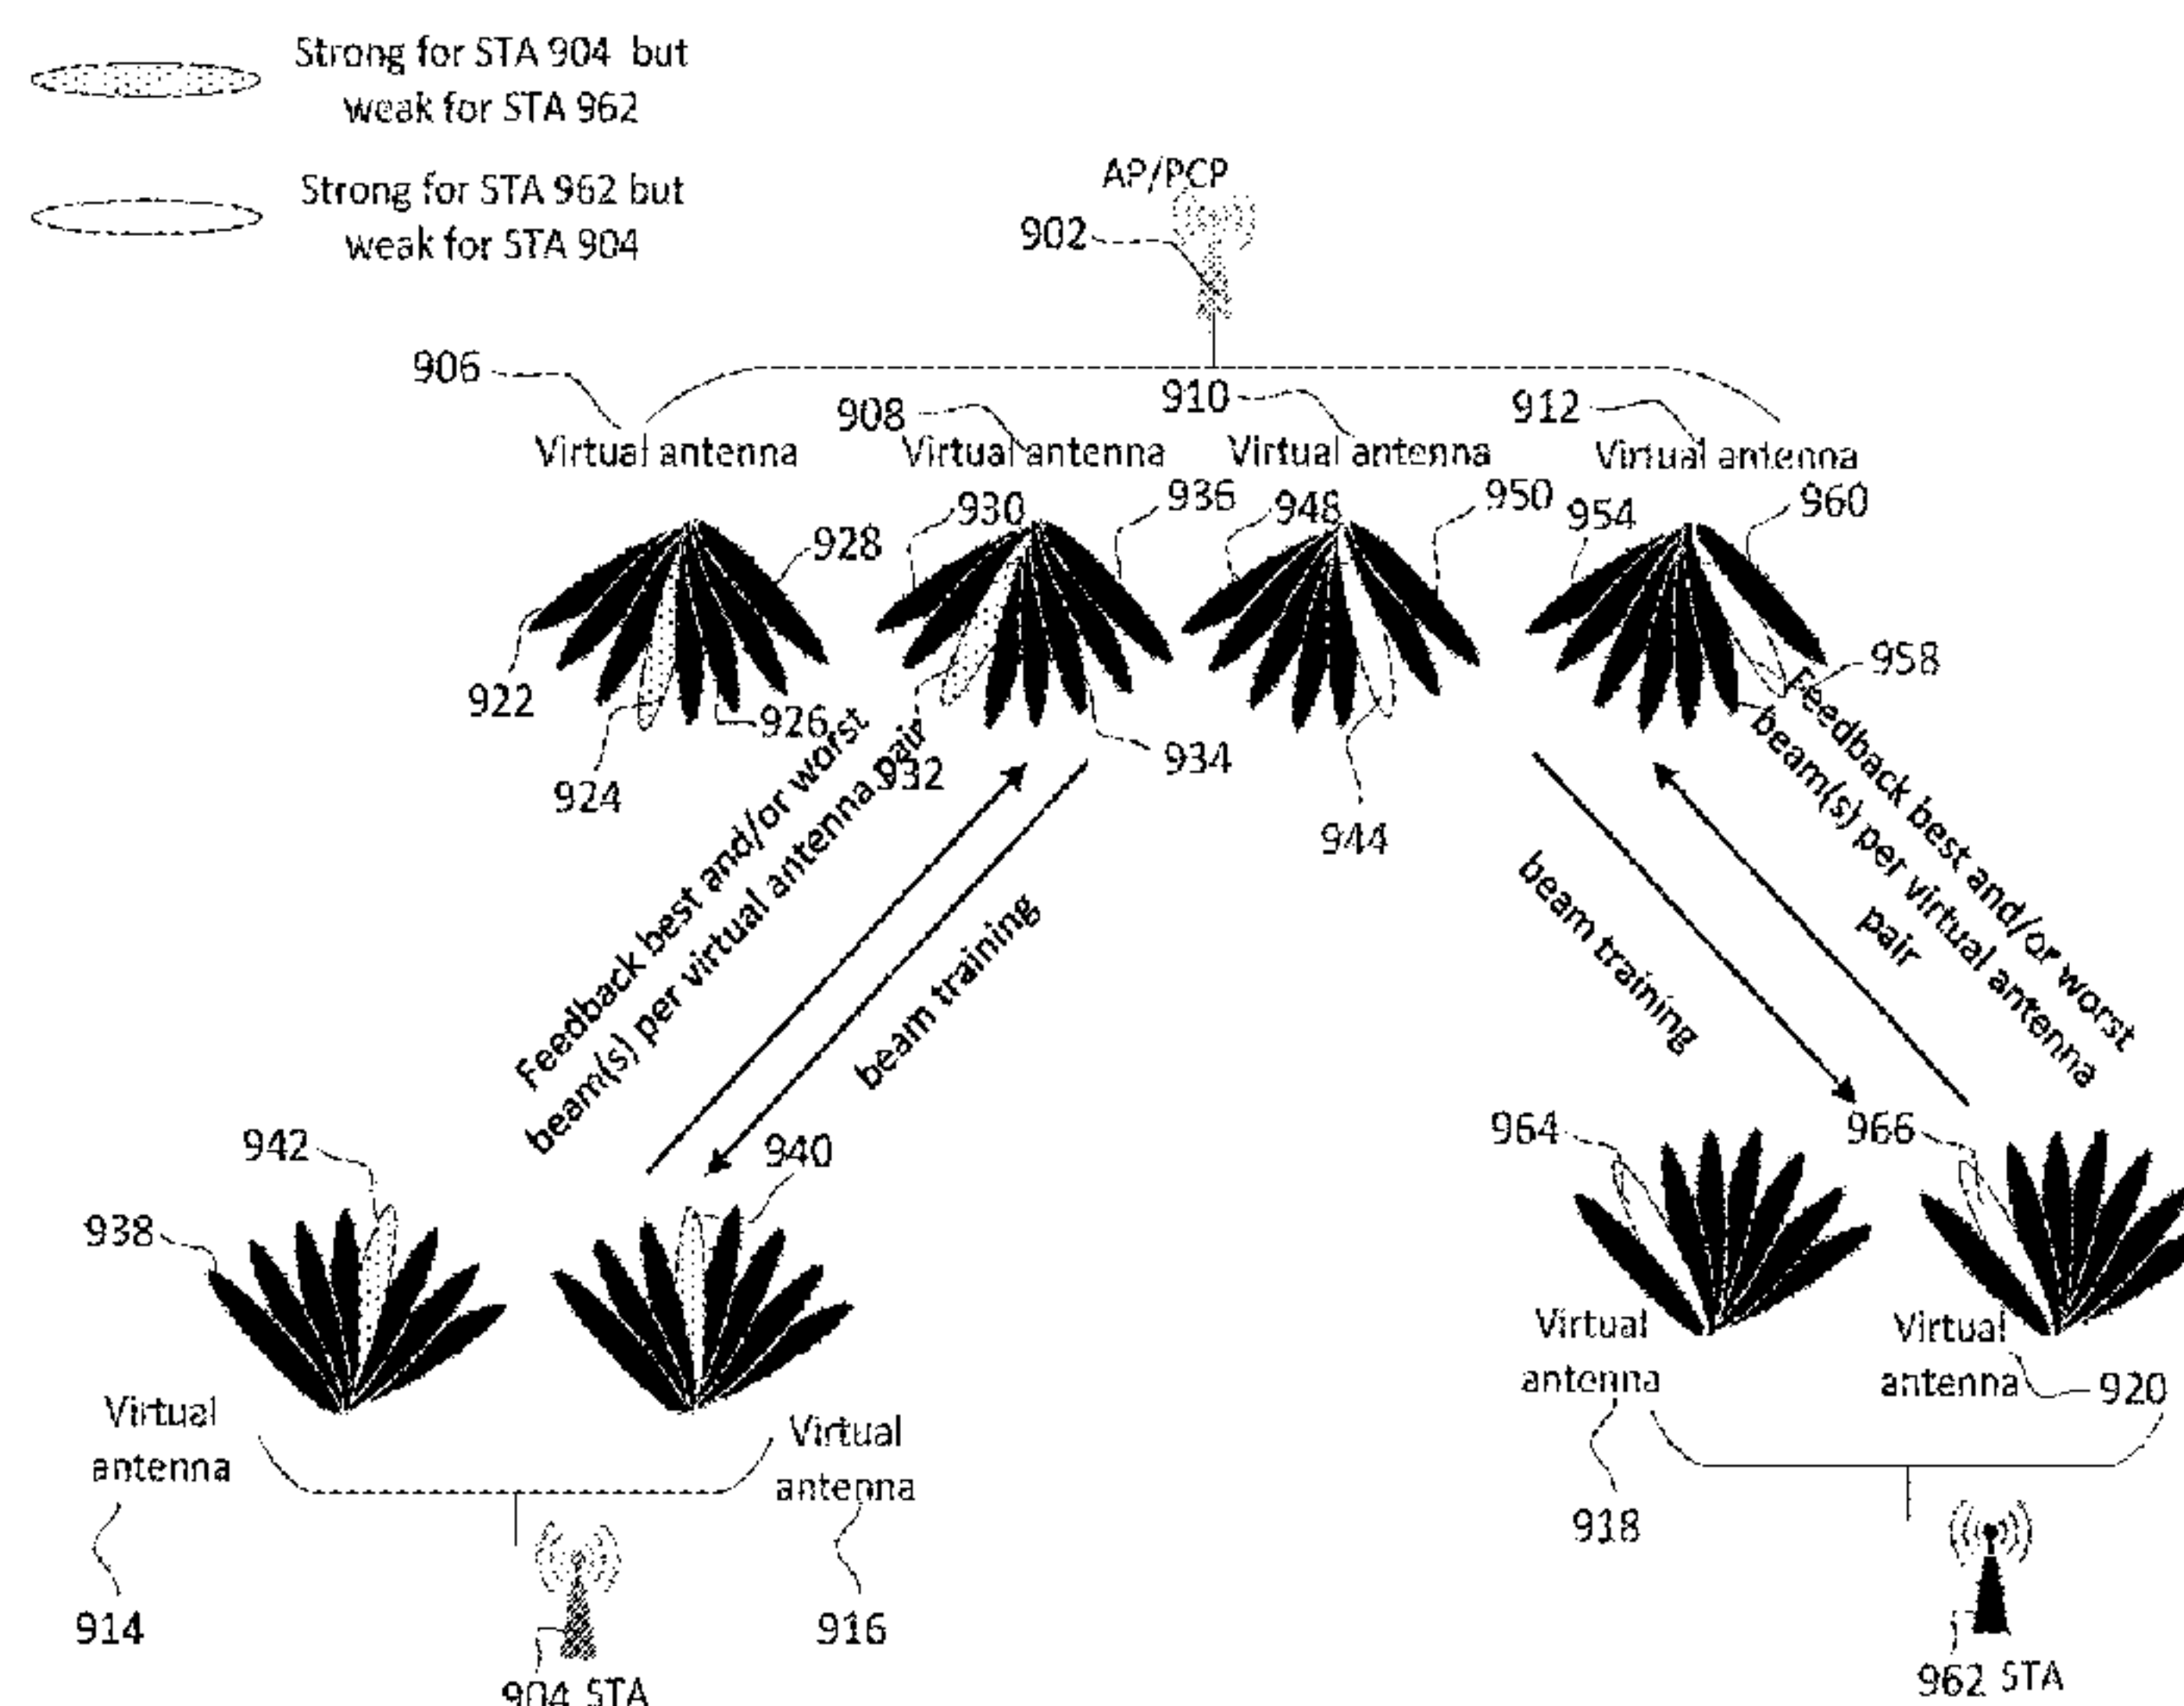 Strong for STA 904 but
weak for STA 962
Strong for STA 962 but
weak for STA 904
AP/PCP
902
906
908
910
912
Virtual antenna
Virtual antenna
Virtual antenna
Virtual antenna
922
924
926
928
930
932
934
936
948
944
950
954
960
958
Feedback best and/or worst
beam(s) per virtual antenna pair
beam training
beam training
Feedback best and/or worst
beam(s) per virtual antenna
pair
942
938
940
964
966
Virtual
antenna
914
Virtual
antenna
916
Virtual
antenna
918
Virtual
antenna
920
904 STA
962 STA